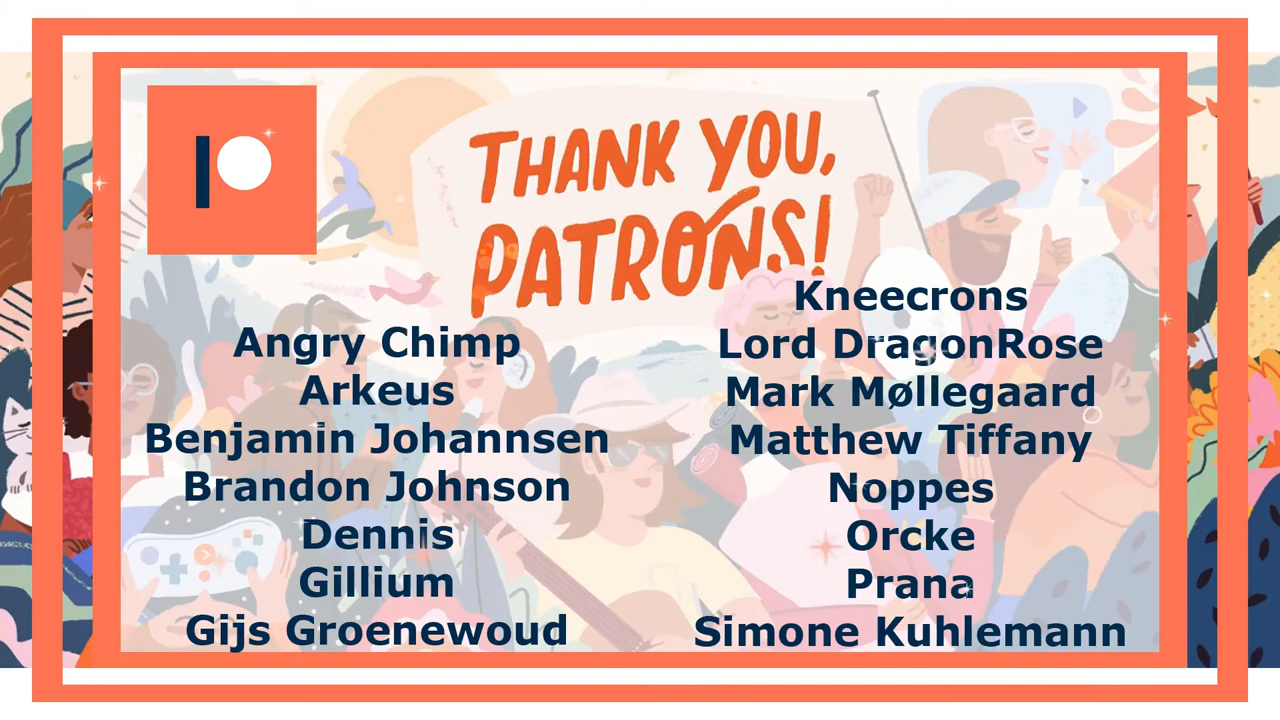 THANK YOU,
PATRONS!
Angry Chimp
Arkeus
Benjamin Johannsen
Brandon Johnson
Dennis
Gillium
Gijs Groenewoud
Kneecrons
Lord DragonRose
Mark Møllegaard
Matthew Tiffany
Noppes
Orcke
Prana
Simone Kuhlemann